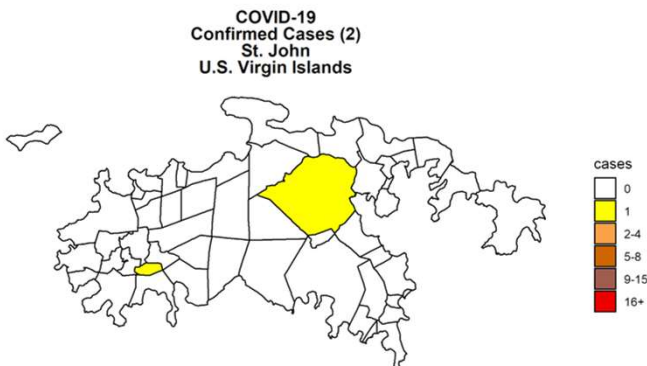 COVID-19
Confirmed Cases (2)
St. John
U.S. Virgin Islands
cases
0
1
2-4
5-8
9-15
16+